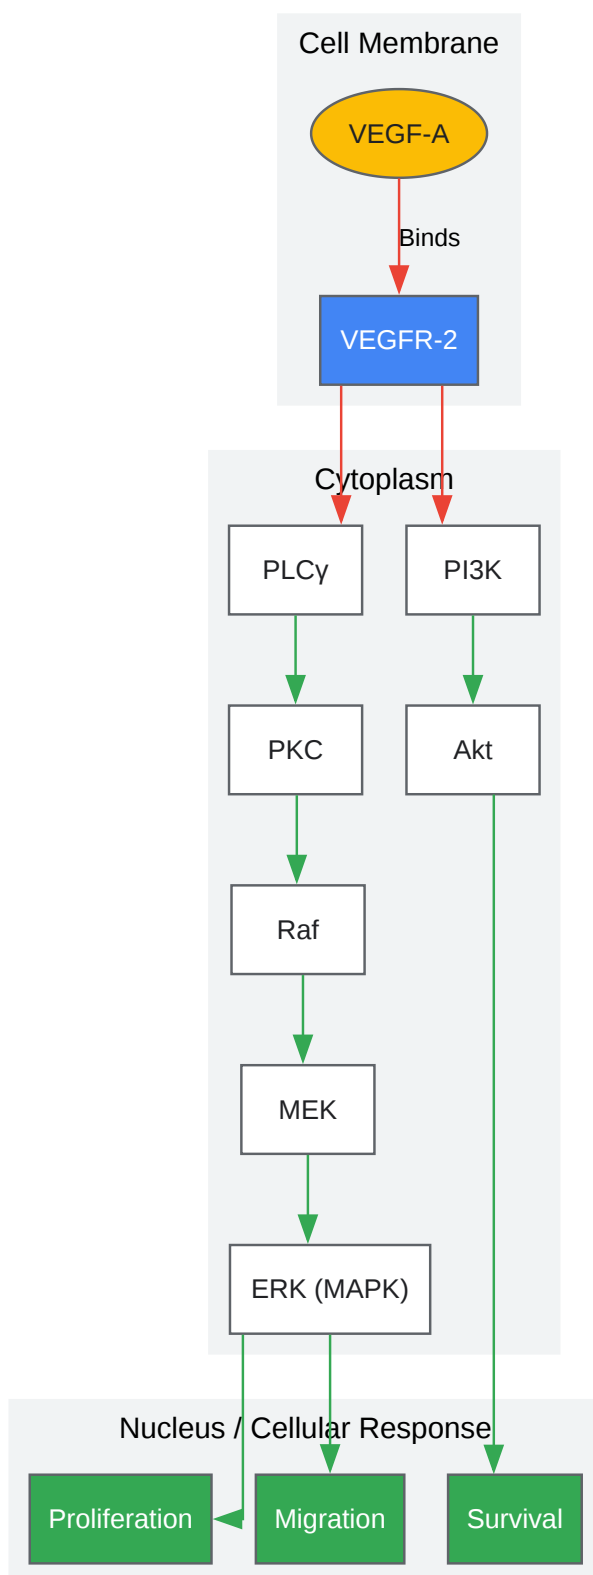 Cell Membrane
VEGF-A
Binds
VEGFR-2
Cytoplasm
PLCγ
PI3K
PKC
Akt
Raf
MEK
ERK (MAPK)
Nucleus / Cellular Response
Proliferation
Migration
Survival